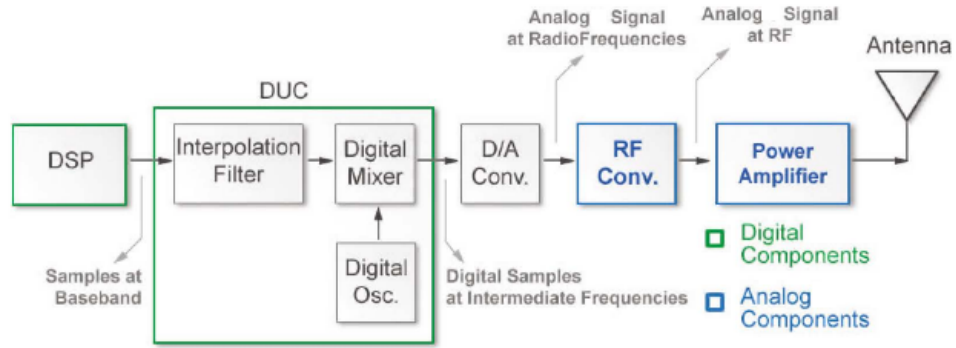 Analog Signal
at RadioFrequencies
Analog Signal
at RF
Antenna
DUC
DSP
Interpolation
Filter
Digital
Mixer
D/A
Conv.
RF
Conv.
Power
Amplifier
Samples at
Baseband
Digital
Osc.
Digital Samples
at Intermediate Frequencies
Digital
Components
Analog
Components